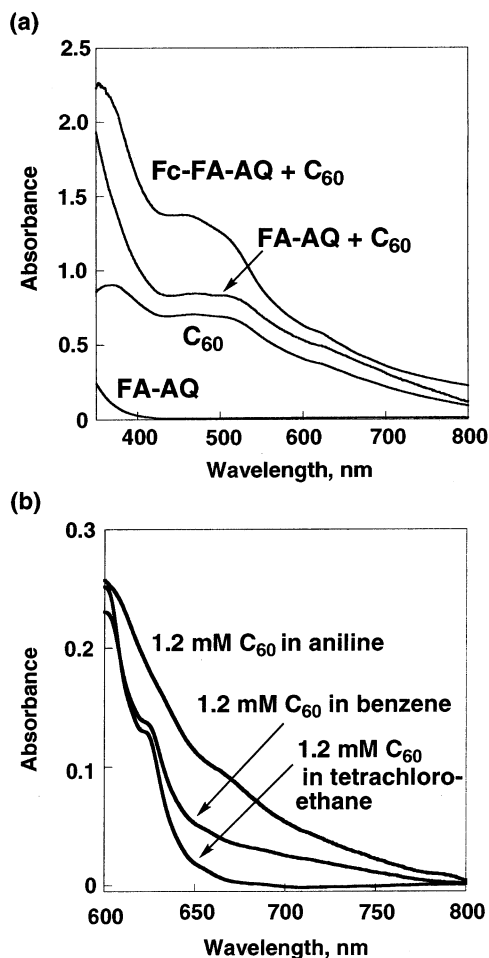 (a)
2.5
2.0
1.5
1.0
0.5
0
Absorbance
Fc-FA-AQ + C60
FA-AQ + C60
C60
FA-AQ
400 500 600 700 800
Wavelength, nm
(b)
0.3
0.2
0.1
0
Absorbance
1.2 mM C60 in aniline
1.2 mM C60 in benzene
1.2 mM C60
in tetrachloro-
ethane
600 650 700 750 800
Wavelength, nm